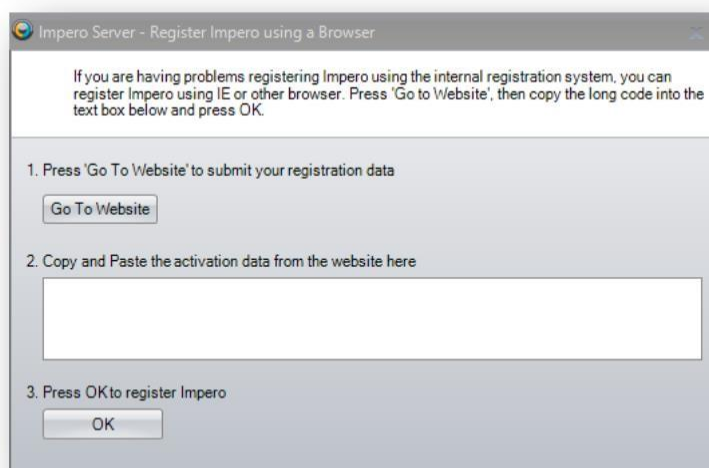 Impero Server - Register Impero using a Browser
If you are having problems registering Impero using the internal registration system, you can
register Impero using IE or other browser. Press 'Go to Website', then copy the long code into the
text box below and press OK.
1. Press 'Go To Website' to submit your registration data
Go To Website
2. Copy and Paste the activation data from the website here
3. Press OK to register Impero
OK